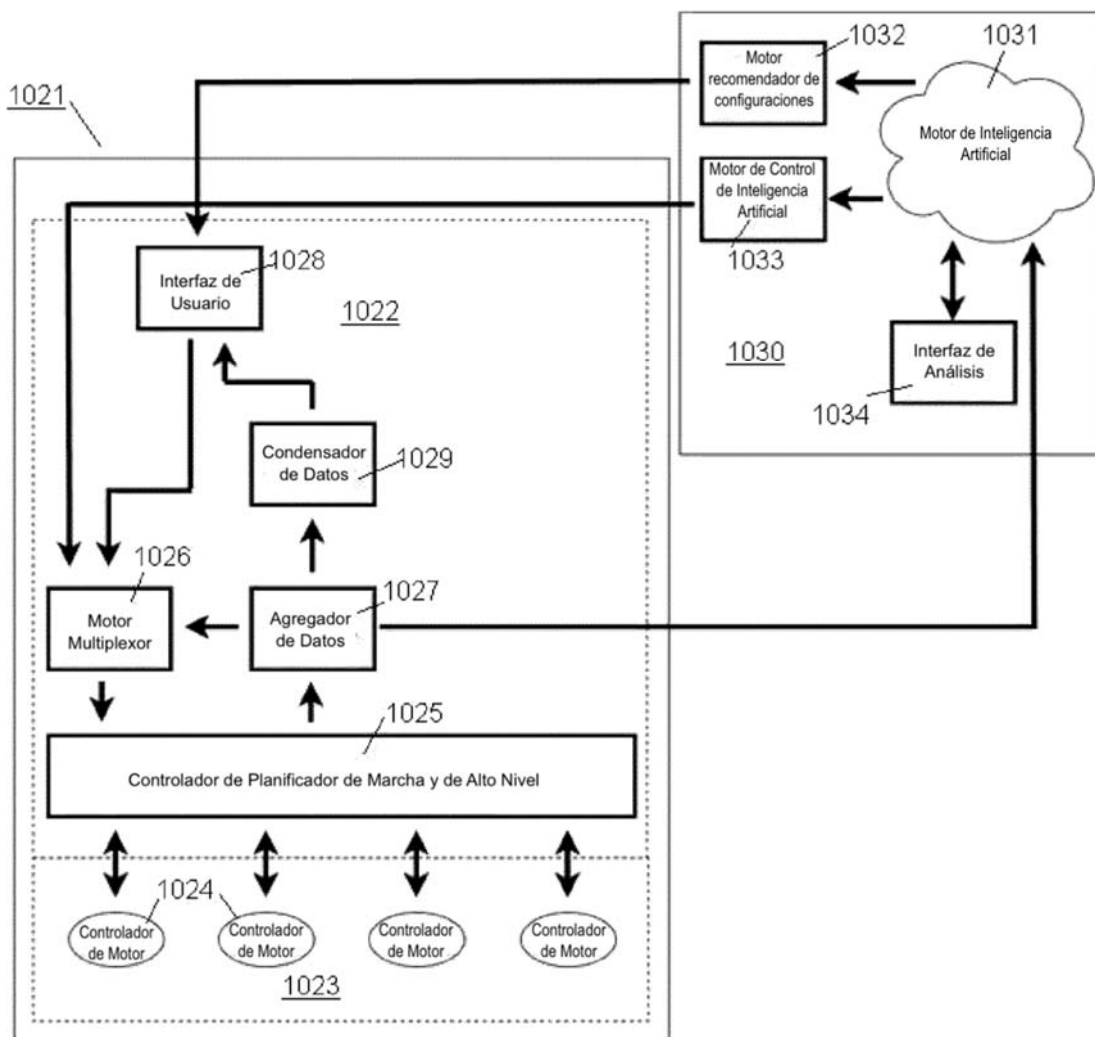 1032
1031
Motor
recomendador de
configuraciones
1021
Motor de Inteligencia
Artificial
Motor de Control
de Inteligencia
Artificial
1033
Interfaz de
Usuario
1028
1022
1030
Interfaz de
Análisis
1034
Condensador
de Datos
1029
1026
Motor
Multiplexor
1027
Agregador
de Datos
1025
Controlador de Planificador de Marcha y de Alto Nivel
1024
Controlador
de Motor
Controlador
de Motor
Controlador
de Motor
Controlador
de Motor
1023